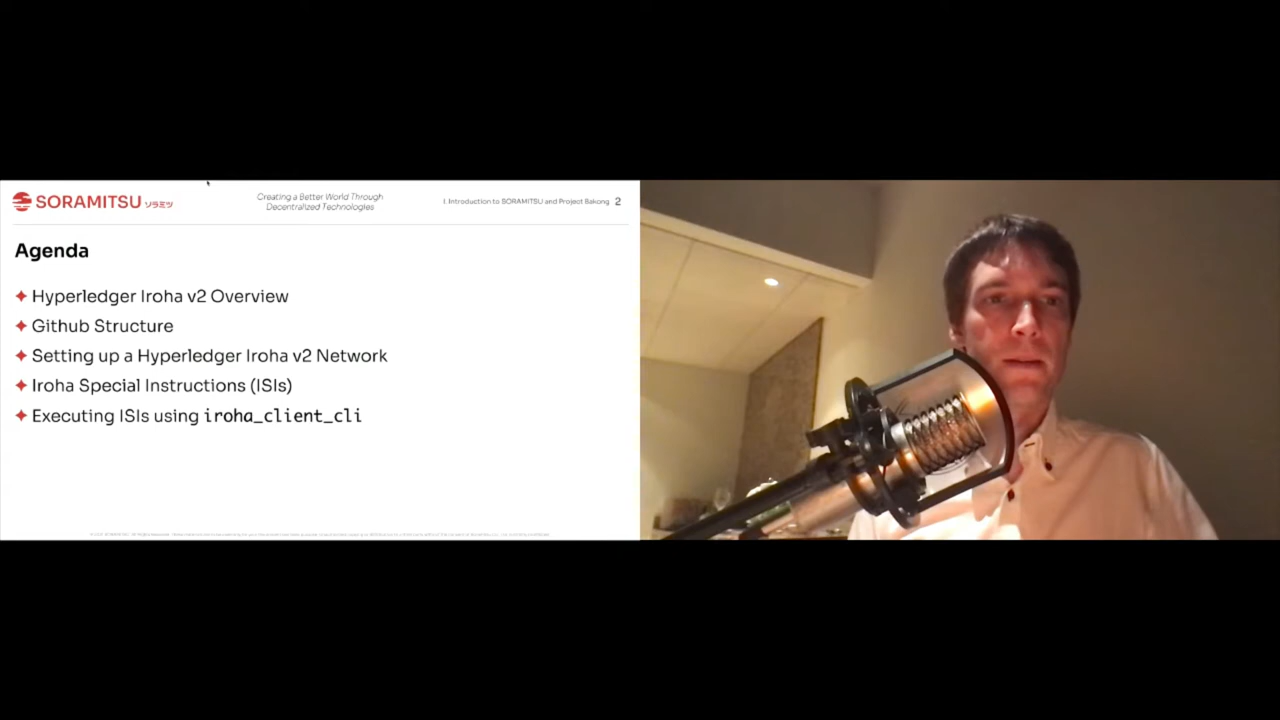 SORAMITSU ソラミツ
Creating a Better World Through
Decentralized Technologies
I. Introduction to SORAMITSU and Project Bakong 2
Agenda
Hyperledger Iroha v2 Overview
Github Structure
Setting up a Hyperledger Iroha v2 Network
Iroha Special Instructions (ISIs)
Executing ISIs using iroha_client_cli